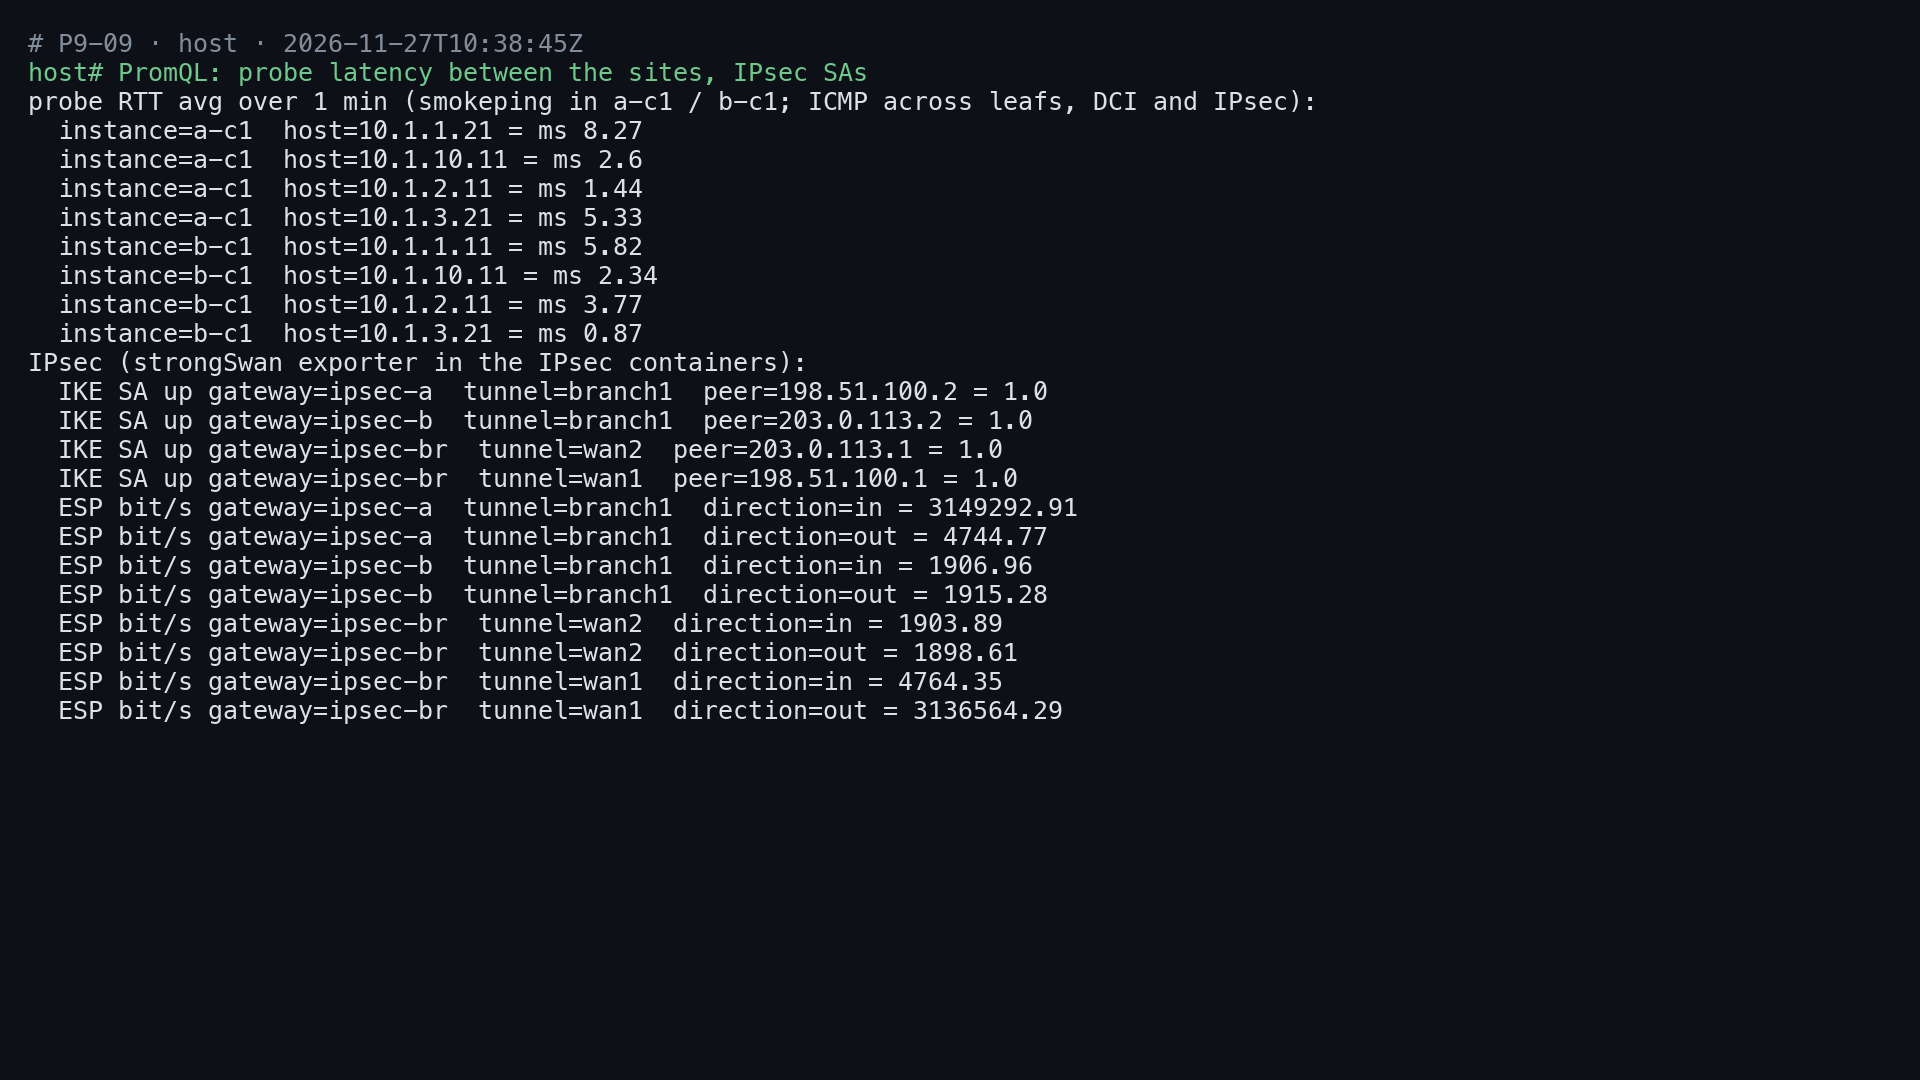 # P9-09 · host · 2026-11-27T10:38:45Z
host# PromQL: probe latency between the sites, IPsec SAs
probe RTT avg over 1 min (smokeping in a-c1 / b-c1; ICMP across leafs, DCI and IPsec):
  instance=a-c1  host=10.1.1.21 = ms 8.27
  instance=a-c1  host=10.1.10.11 = ms 2.6
  instance=a-c1  host=10.1.2.11 = ms 1.44
  instance=a-c1  host=10.1.3.21 = ms 5.33
  instance=b-c1  host=10.1.1.11 = ms 5.82
  instance=b-c1  host=10.1.10.11 = ms 2.34
  instance=b-c1  host=10.1.2.11 = ms 3.77
  instance=b-c1  host=10.1.3.21 = ms 0.87
IPsec (strongSwan exporter in the IPsec containers):
  IKE SA up gateway=ipsec-a  tunnel=branch1  peer=198.51.100.2 = 1.0
  IKE SA up gateway=ipsec-b  tunnel=branch1  peer=203.0.113.2 = 1.0
  IKE SA up gateway=ipsec-br  tunnel=wan2  peer=203.0.113.1 = 1.0
  IKE SA up gateway=ipsec-br  tunnel=wan1  peer=198.51.100.1 = 1.0
  ESP bit/s gateway=ipsec-a  tunnel=branch1  direction=in = 3149292.91
  ESP bit/s gateway=ipsec-a  tunnel=branch1  direction=out = 4744.77
  ESP bit/s gateway=ipsec-b  tunnel=branch1  direction=in = 1906.96
  ESP bit/s gateway=ipsec-b  tunnel=branch1  direction=out = 1915.28
  ESP bit/s gateway=ipsec-br  tunnel=wan2  direction=in = 1903.89
  ESP bit/s gateway=ipsec-br  tunnel=wan2  direction=out = 1898.61
  ESP bit/s gateway=ipsec-br  tunnel=wan1  direction=in = 4764.35
  ESP bit/s gateway=ipsec-br  tunnel=wan1  direction=out = 3136564.29